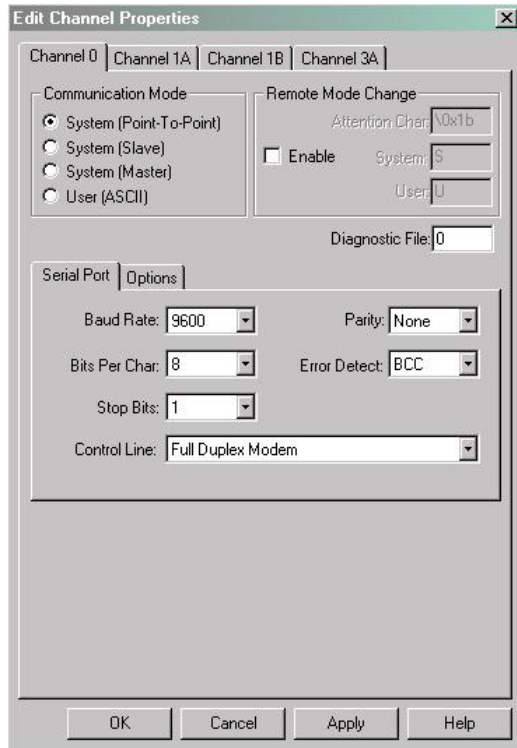 Edit Channel Properties
Channel 0 Channel 1A Channel 1B Channel 3A
Communication Mode
System (Point-To-Point)
System (Slave)
System (Master)
User (ASCII)
Remote Mode Change
Attention Char: \0x1b
Enable System: S
User: U
Diagnostic File: 0
Serial Port Options
Baud Rate: 9600 Parity: None
Bits Per Char: 8 Error Detect: BCC
Stop Bits: 1
Control Line: Full Duplex Modem
OK Cancel Apply Help